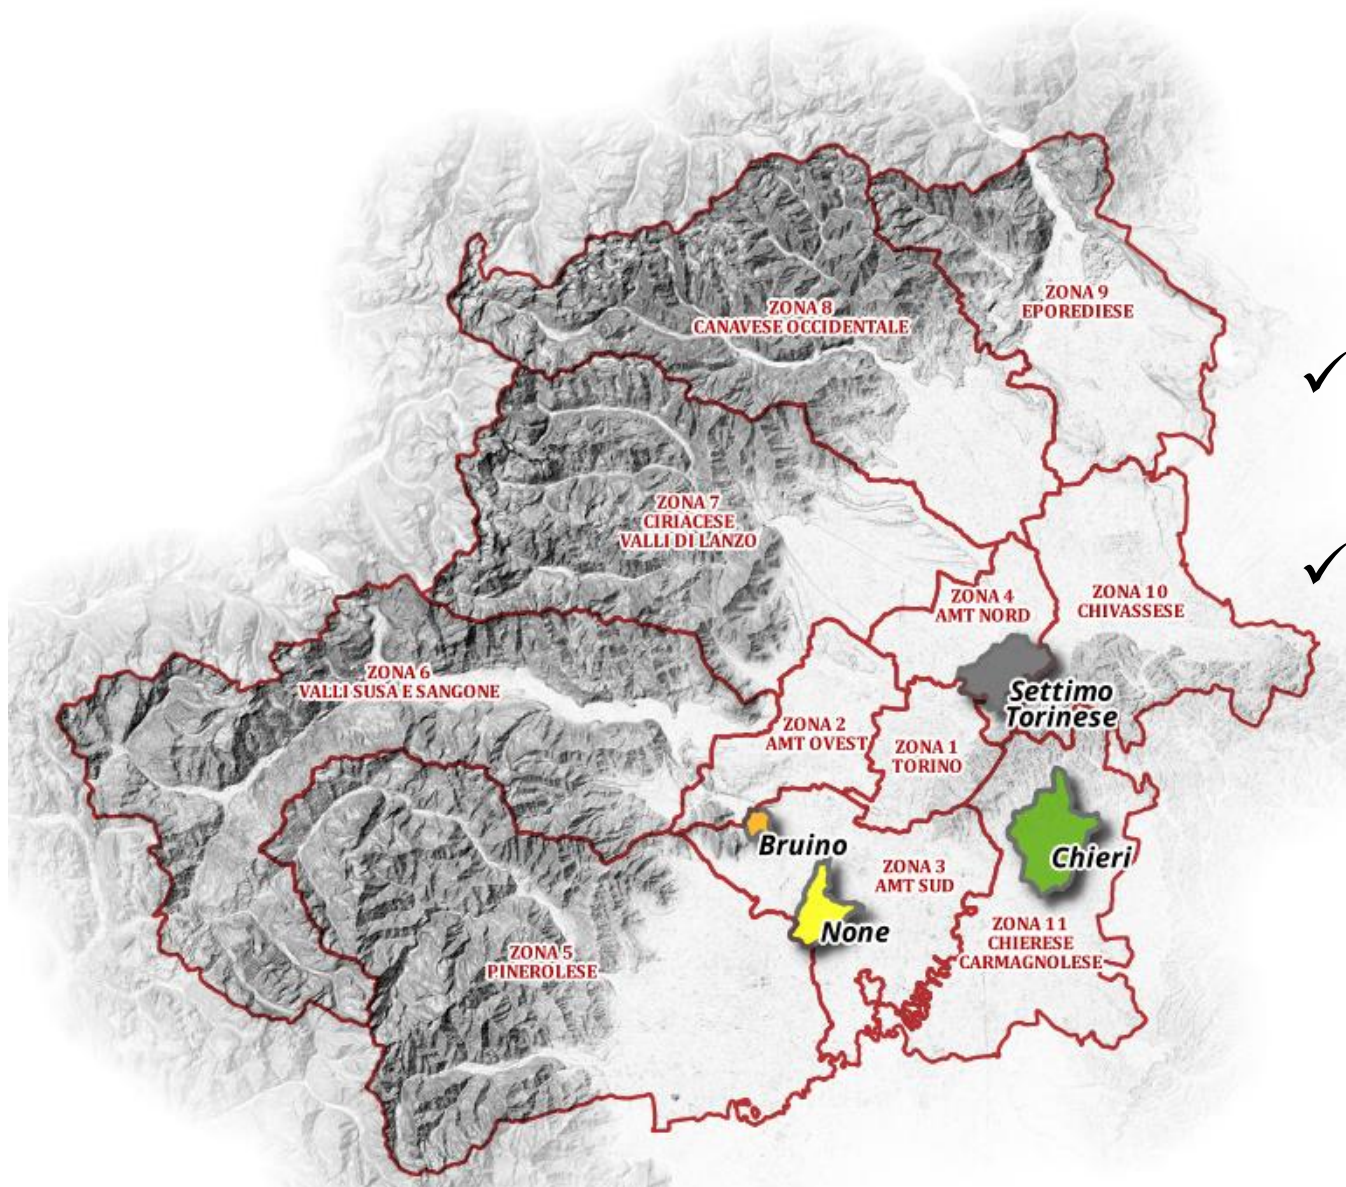 ZONA 9
EPOREDIESE
ZONA 8
CANAVESE OCCIDENTALE
ZONA 7
CIRIACESE
VALLI DI LANZO
ZONA 4
AMT NORD
ZONA 10
CHIVASSESE
ZONA 6
VALLI SUSA E SANGONE
Settimo
Torinese
ZONA 2
AMT OVEST
ZONA 1
TORINO
Bruino
Chieri
ZONA 3
AMT SUD
None
ZONA 11
CHIERESE
CARMAGNOLESE
ZONA 5
PINEROLESE